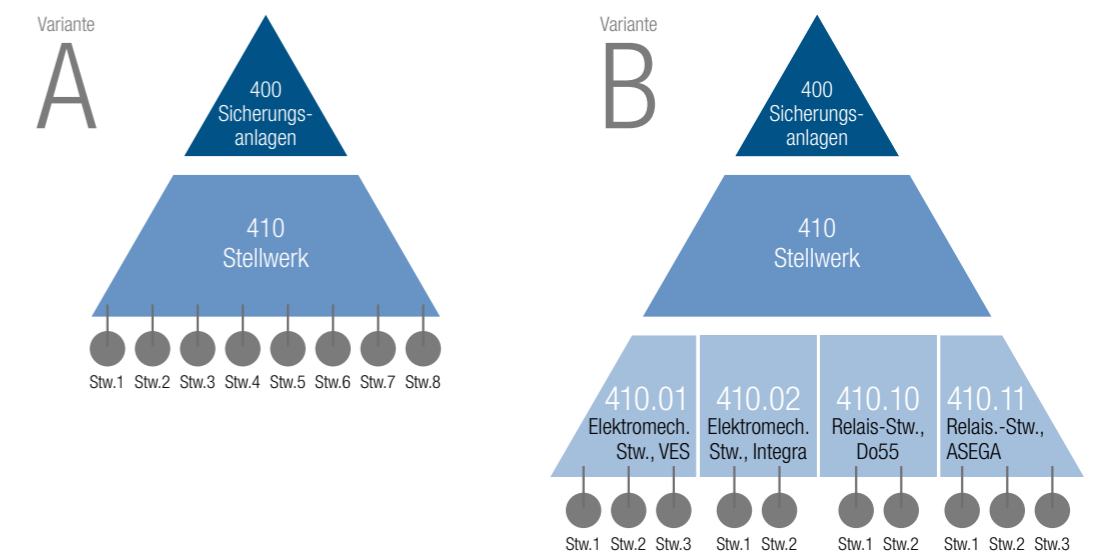 Variante
A
400
Sicherungs-
anlagen
410
Stellwerk
Stw.1 Stw.2 Stw.3 Stw.4 Stw.5 Stw.6 Stw.7 Stw.8
Variante
B
400
Sicherungs-
anlagen
410
Stellwerk
410.01
Elektromech.
Stw., VES
410.02
Elektromech.
Stw., Integra
410.10
Relais-Stw.,
Do55
410.11
Relais.-Stw.,
ASEGA
Stw.1 Stw.2 Stw.3 Stw.1 Stw.2 Stw.1 Stw.2 Stw.1 Stw.2 Stw.3